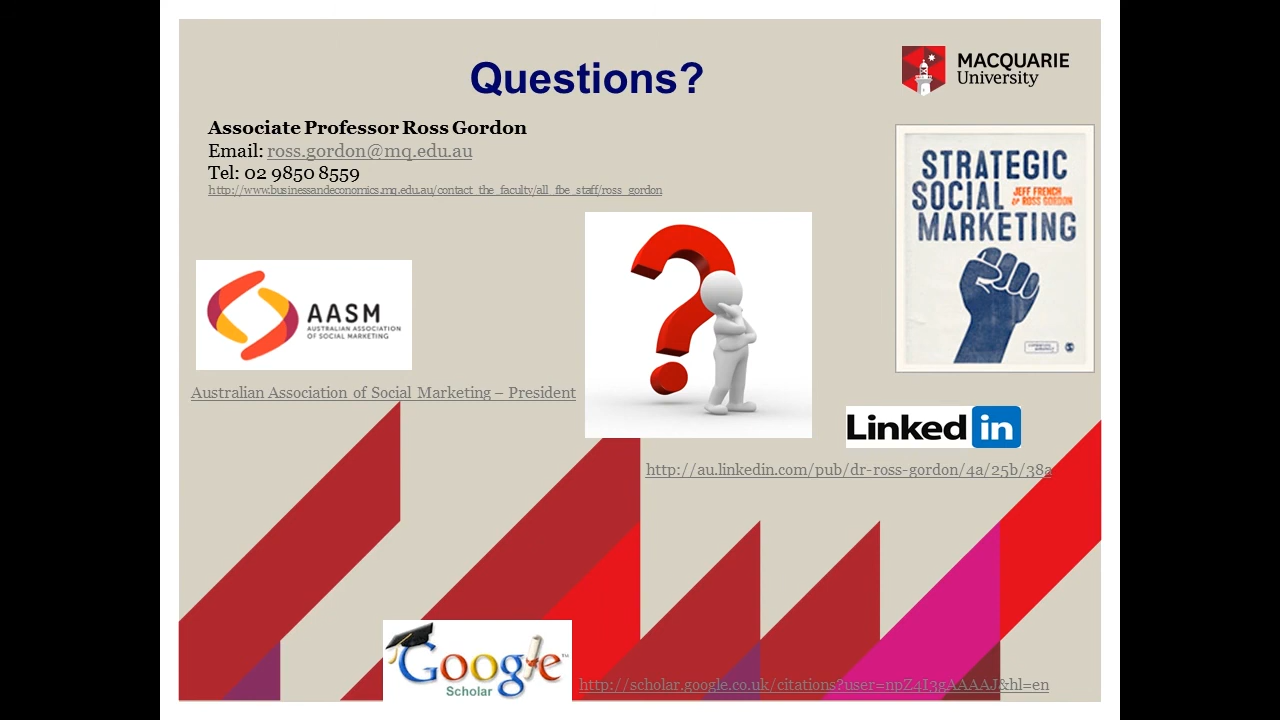 Questions?
MACQUARIE
University
Associate Professor Ross Gordon
Email: ross.gordon@mq.edu.au
Tel: 02 9850 8559
http://www.businessandeconomics.mq.edu.au/contact_the_faculty/all_fbe_staff/ross_gordon
STRATEGIC
SOCIAL
JEFF FRENCH
& ROSS GORDON
MARKETING
AASM
AUSTRALIAN ASSOCIATION
OF SOCIAL MARKETING
Australian Association of Social Marketing – President
Linked in
http://au.linkedin.com/pub/dr-ross-gordon/4a/25b/38a
Google
Scholar
http://scholar.google.co.uk/citations?user=npZ4I3gAAAAJ&hl=en